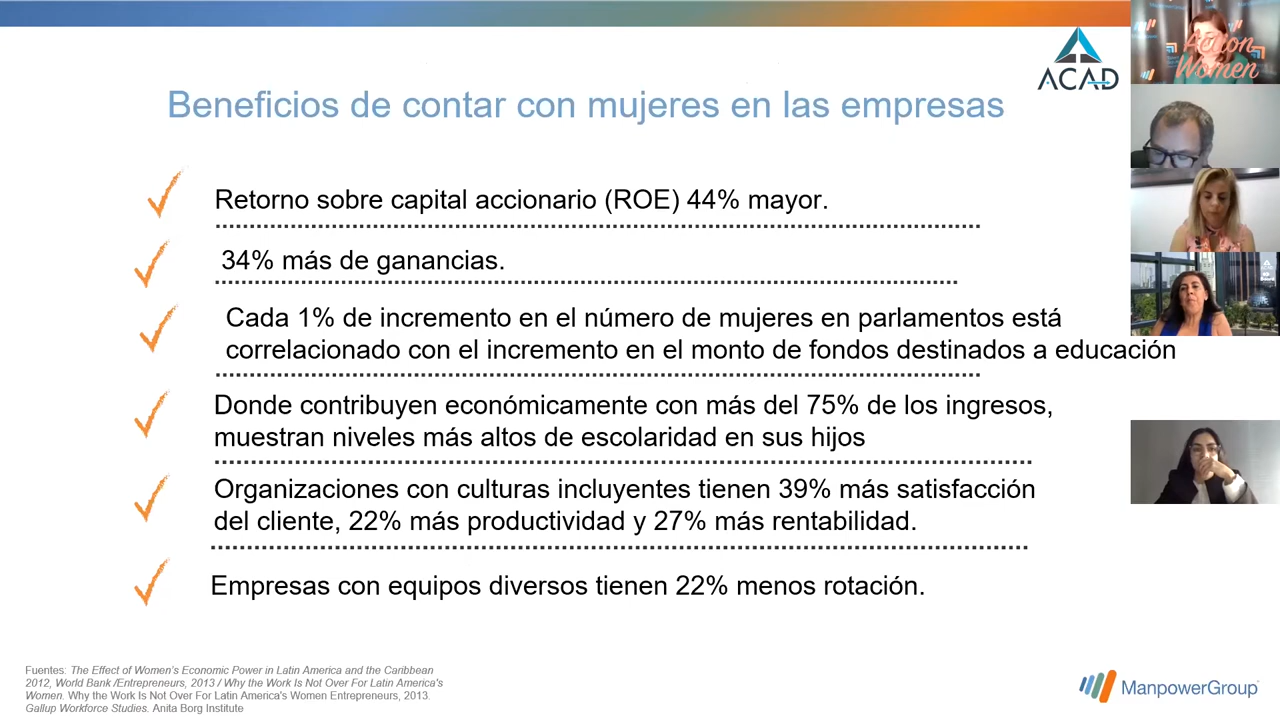 Beneficios de contar con mujeres en las empresas
ACAD
Action
Women
ManpowerGroup
Retorno sobre capital accionario (ROE) 44% mayor.
34% más de ganancias.
Cada 1% de incremento en el número de mujeres en parlamentos está
correlacionado con el incremento en el monto de fondos destinados a educación
Donde contribuyen económicamente con más del 75% de los ingresos,
muestran niveles más altos de escolaridad en sus hijos
Organizaciones con culturas incluyentes tienen 39% más satisfacción
del cliente, 22% más productividad y 27% más rentabilidad.
Empresas con equipos diversos tienen 22% menos rotación.
Fuentes: The Effect of Women's Economic Power in Latin America and the Caribbean
2012, World Bank /Entrepreneurs, 2013 / Why the Work Is Not Over For Latin America's
Women. Why the Work Is Not Over For Latin America's Women Entrepreneurs, 2013.
Gallup Workforce Studies. Anita Borg Institute
ManpowerGroup
ACAD